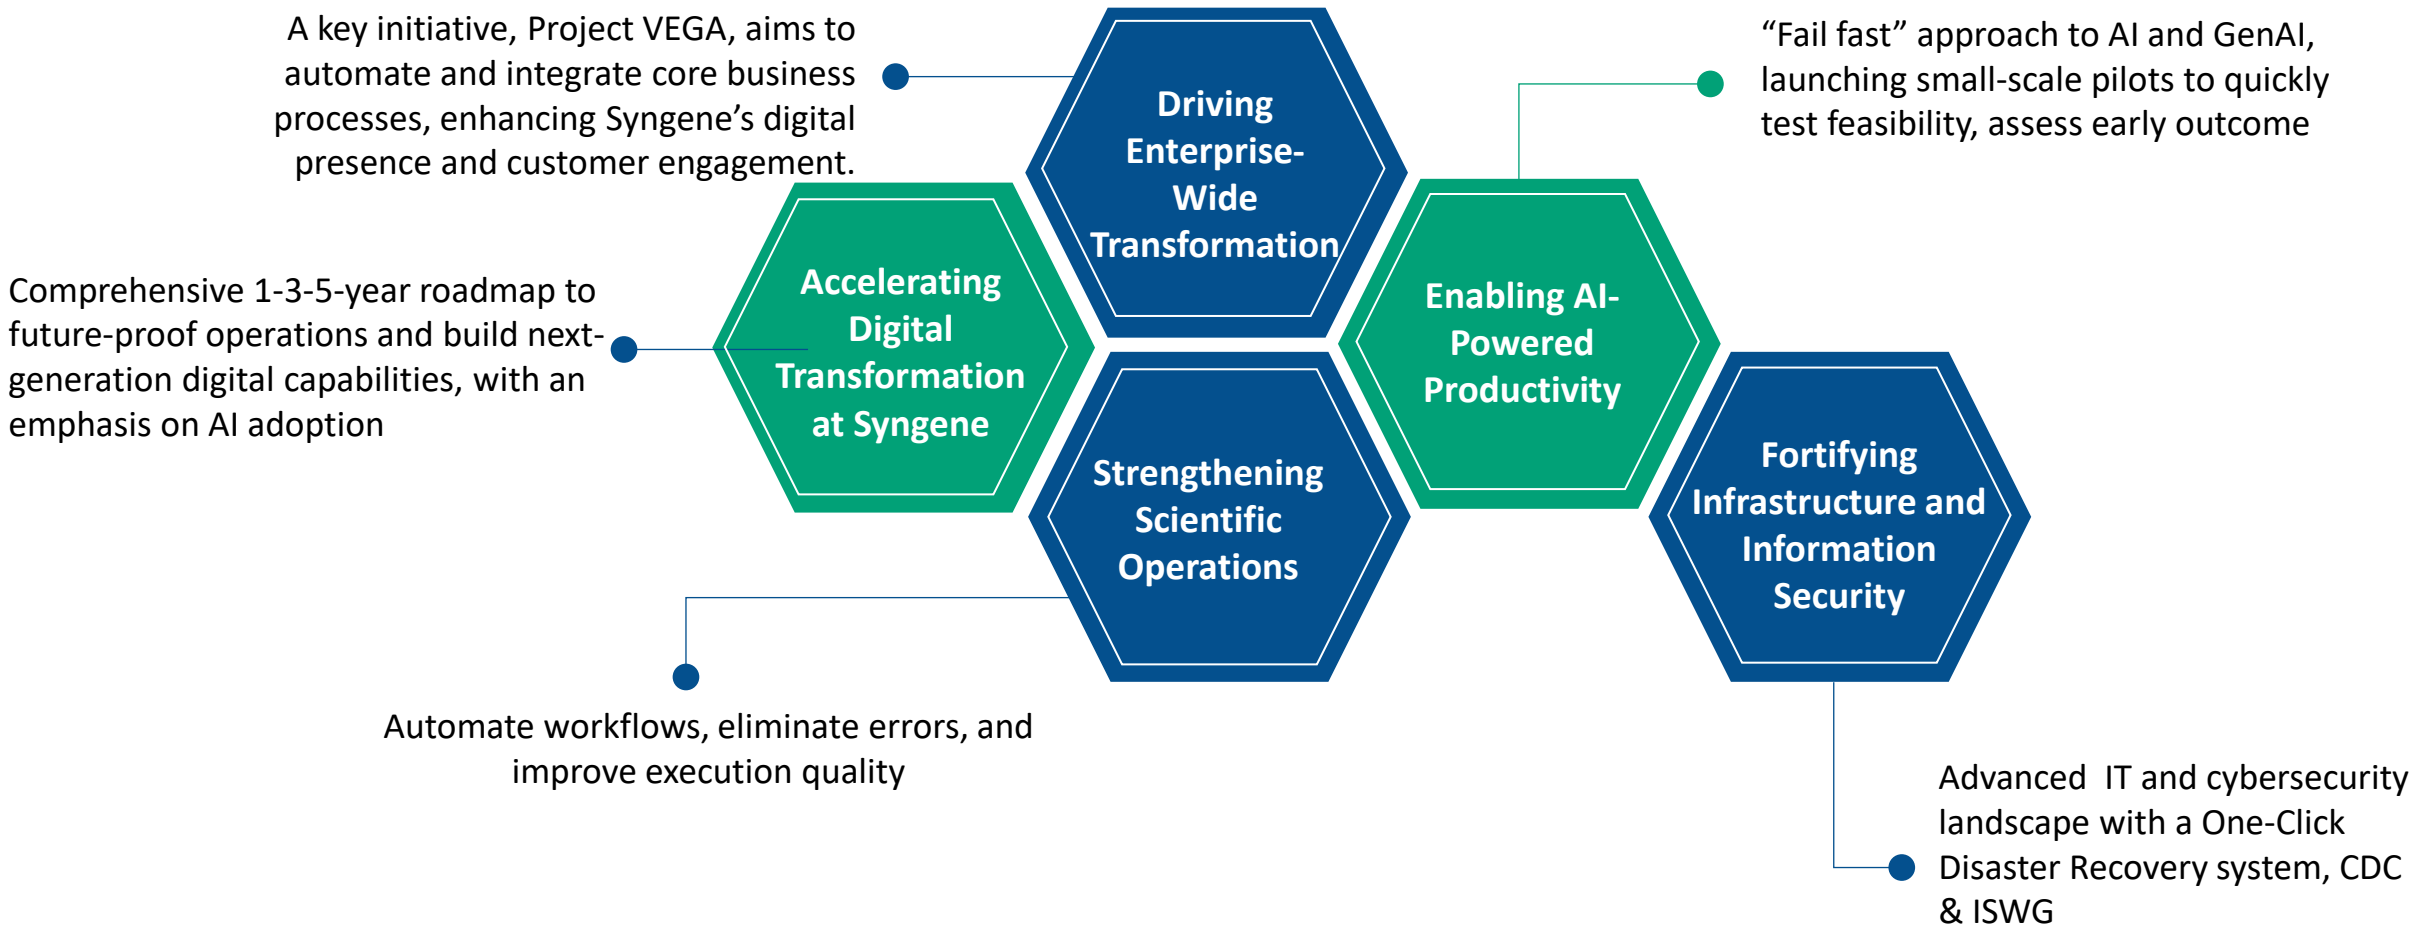 A key initiative, Project VEGA, aims to
automate and integrate core business
processes, enhancing Syngene’s digital
presence and customer engagement.
Driving
Enterprise-
Wide
Transformation
“Fail fast” approach to AI and GenAI,
launching small-scale pilots to quickly
test feasibility, assess early outcome
Comprehensive 1-3-5-year roadmap to
future-proof operations and build next-
generation digital capabilities, with an
emphasis on AI adoption
Accelerating
Digital
Transformation
at Syngene
Enabling AI-
Powered
Productivity
Strengthening
Scientific
Operations
Fortifying
Infrastructure and
Information
Security
Automate workflows, eliminate errors, and
improve execution quality
Advanced  IT and cybersecurity
landscape with a One-Click
Disaster Recovery system, CDC
& ISWG